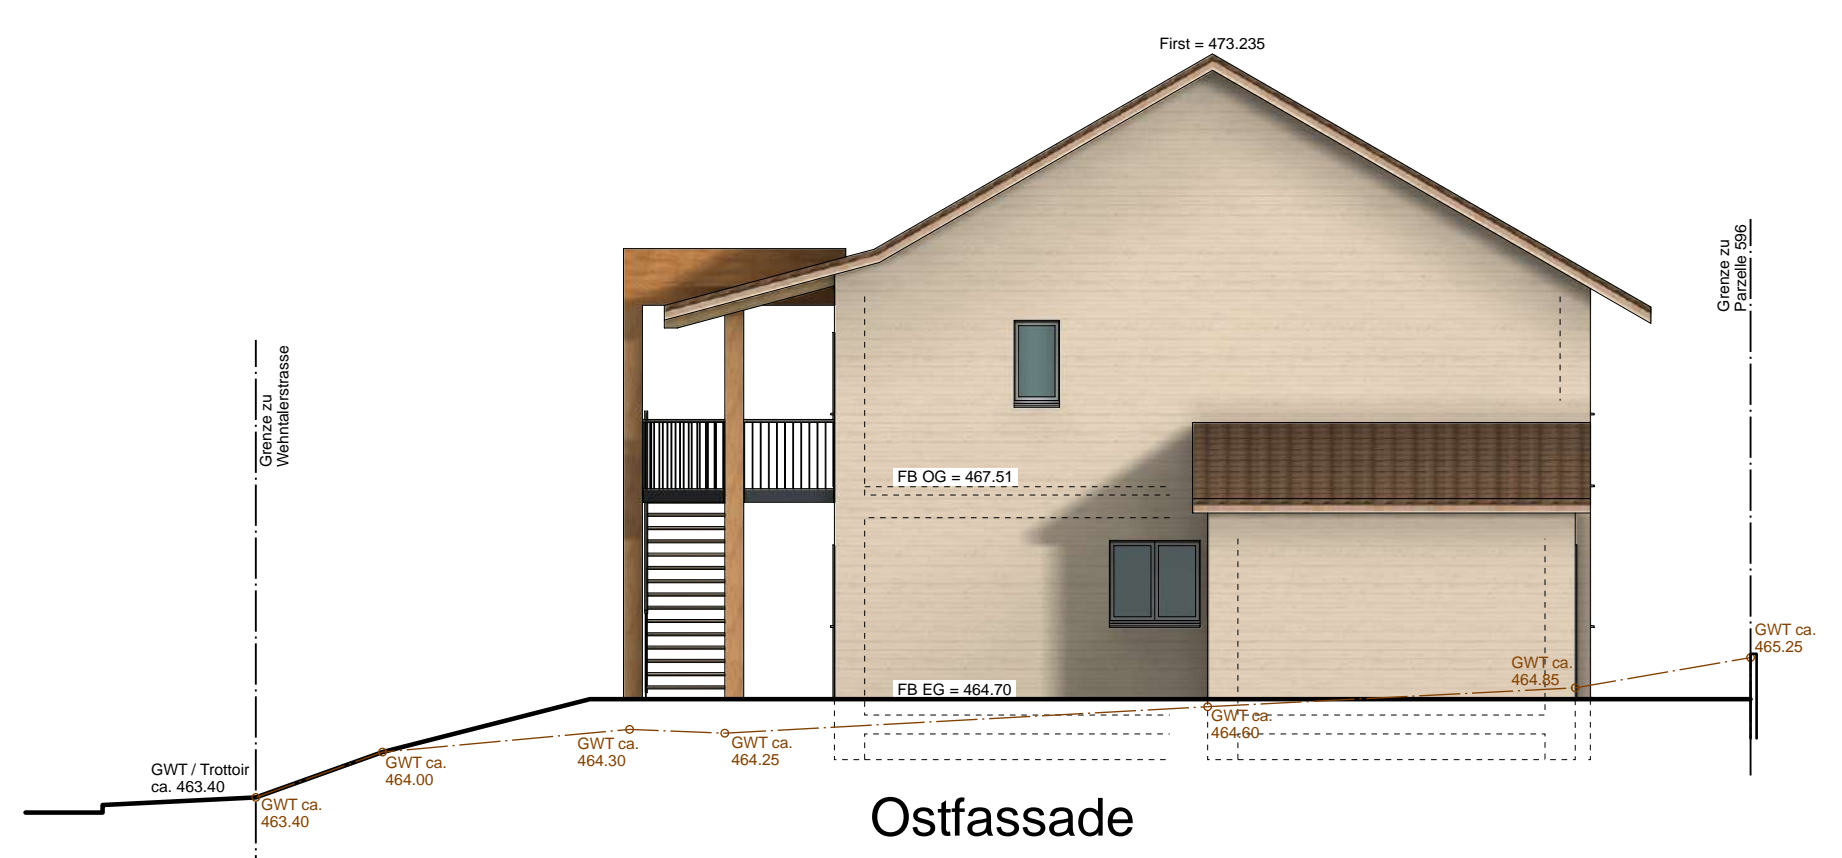 First = 473.235
Grenze zu
Parzelle 596
Grenze zu
Wehntalerstrasse
FB OG = 467.51
GWT ca.
465.25
GWT ca.
464.85
FB EG = 464.70
GWT ca.
464.60
GWT ca.
464.30
GWT ca.
464.25
GWT ca.
464.00
GWT / Trottoir
ca. 463.40
GWT ca.
463.40
Ostfassade